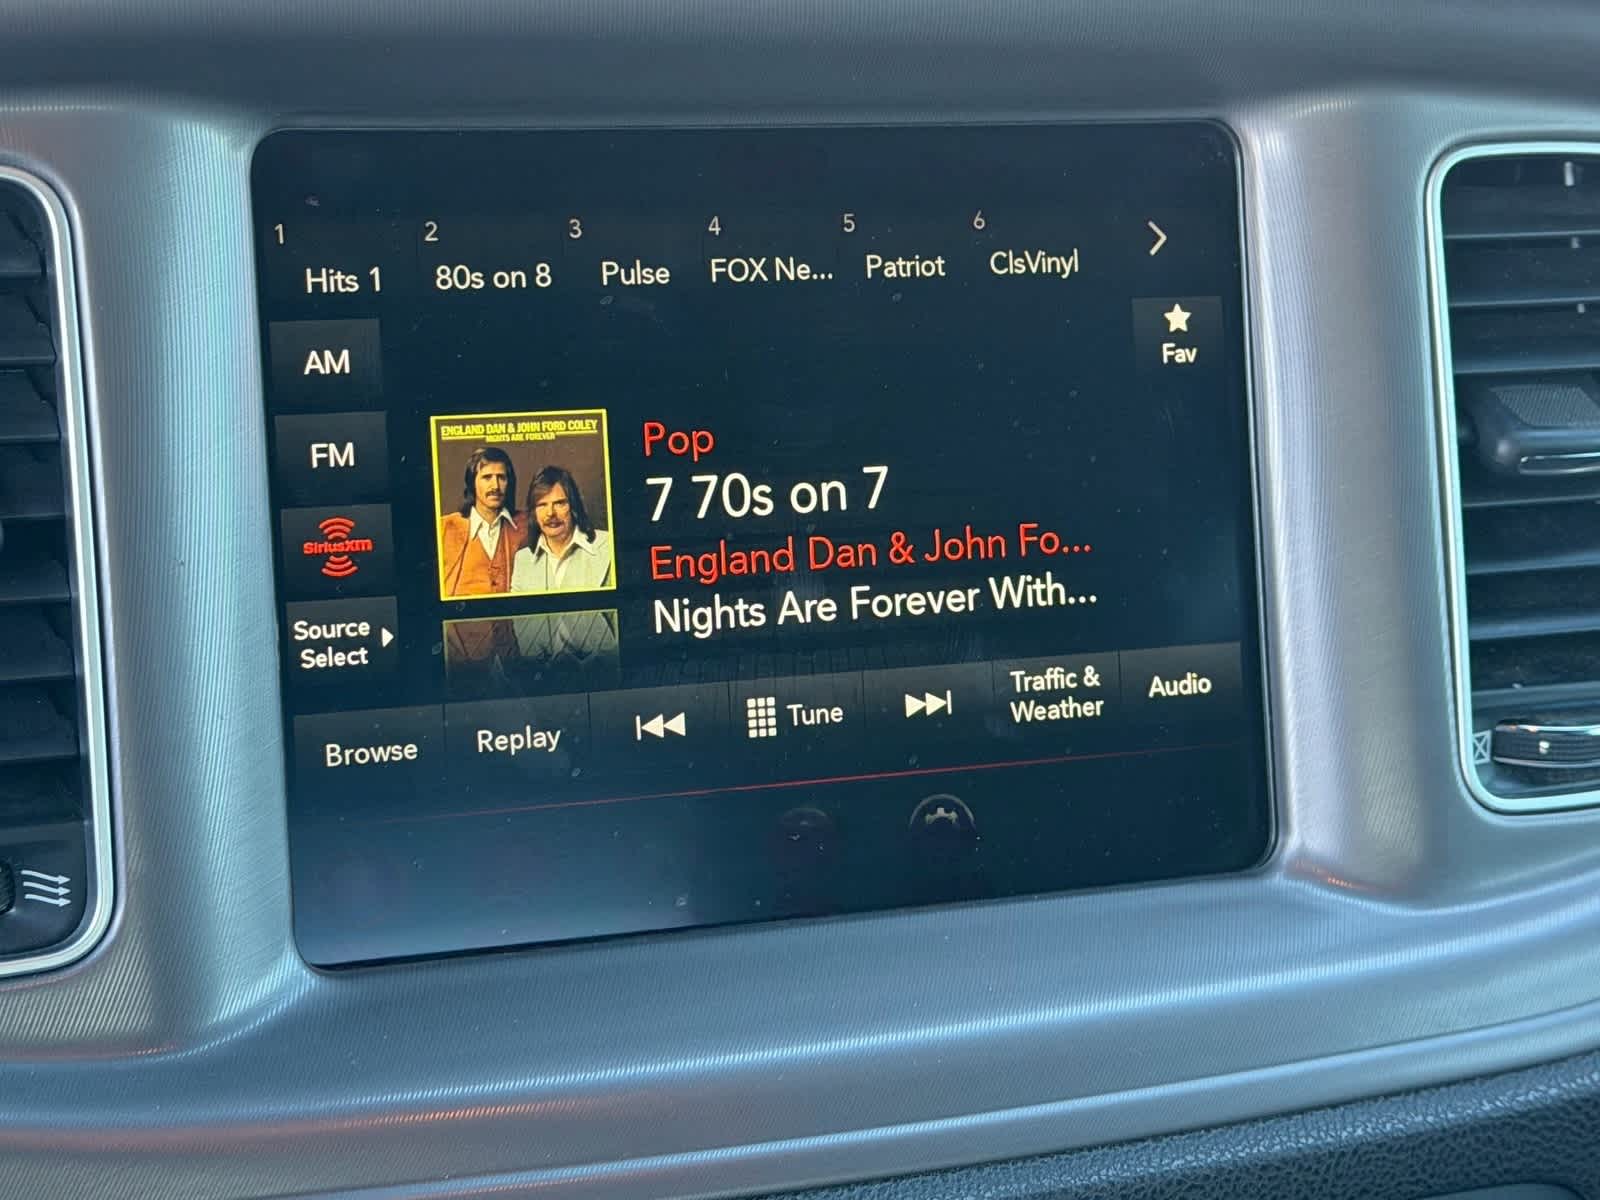 1 2 3 4 5 6
Hits 1 80s on 8 Pulse FOX Ne... Patriot ClsVinyl
Fav
AM
FM
SiriusXM
Source
Select
ENGLAND DAN & JOHN FORD COLEY
NIGHTS ARE FOREVER
Pop
7 70s on 7
England Dan & John Fo...
Nights Are Forever With...
Browse Replay Tune
Traffic &
Weather
Audio